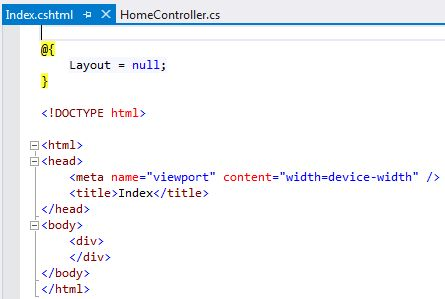 Index.cshtml HomeController.cs
@{
    Layout = null;
}
<!DOCTYPE html>
<html>
<head>
    <meta name="viewport" content="width=device-width" />
    <title>Index</title>
</head>
<body>
    <div>
    </div>
</body>
</html>